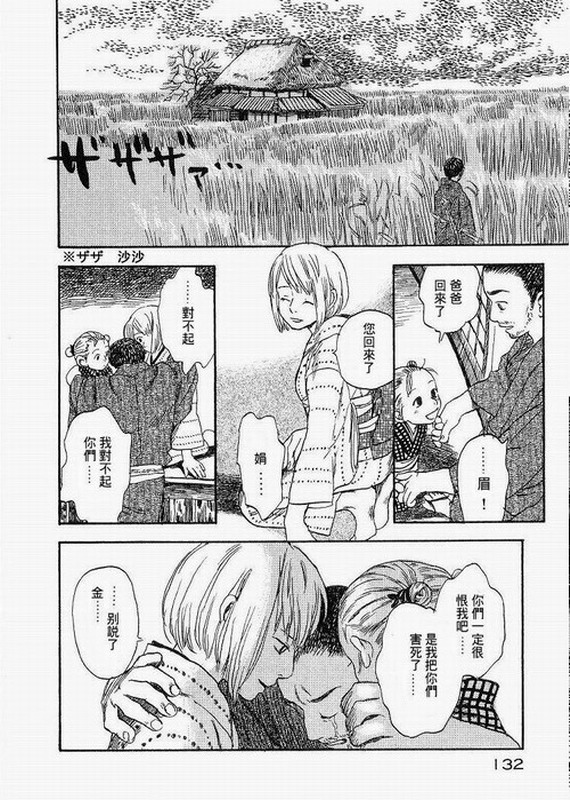 ザザザァ…
※ザザ 沙沙
爸爸
回來了
……眉！
您回來了
娟……
……對不起
我對不起
你們……
你們一定很
恨我吧……
是我把你們
害死了……
……别說了
金……
132